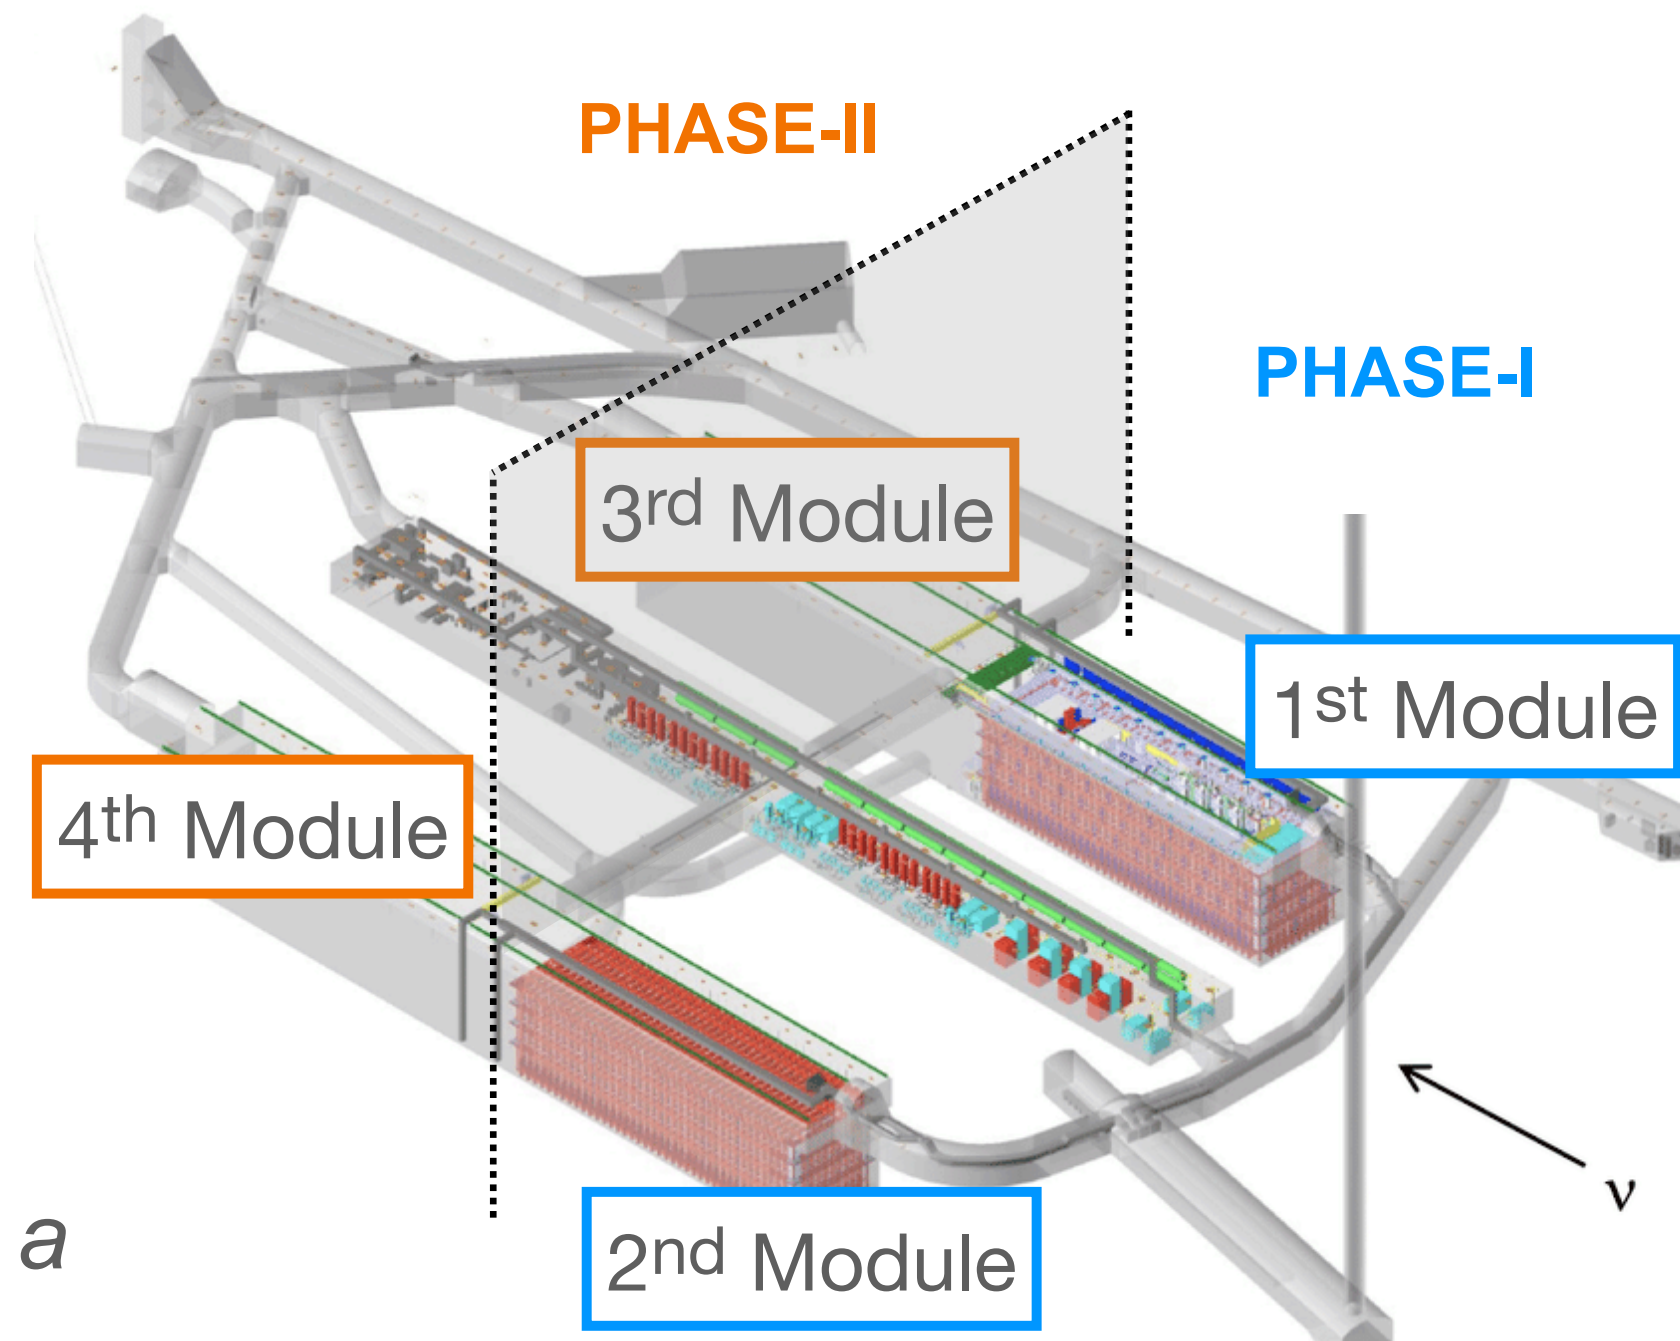 PHASE-II
PHASE-I
3rd Module
1st Module
4th Module
ν
a
2nd Module